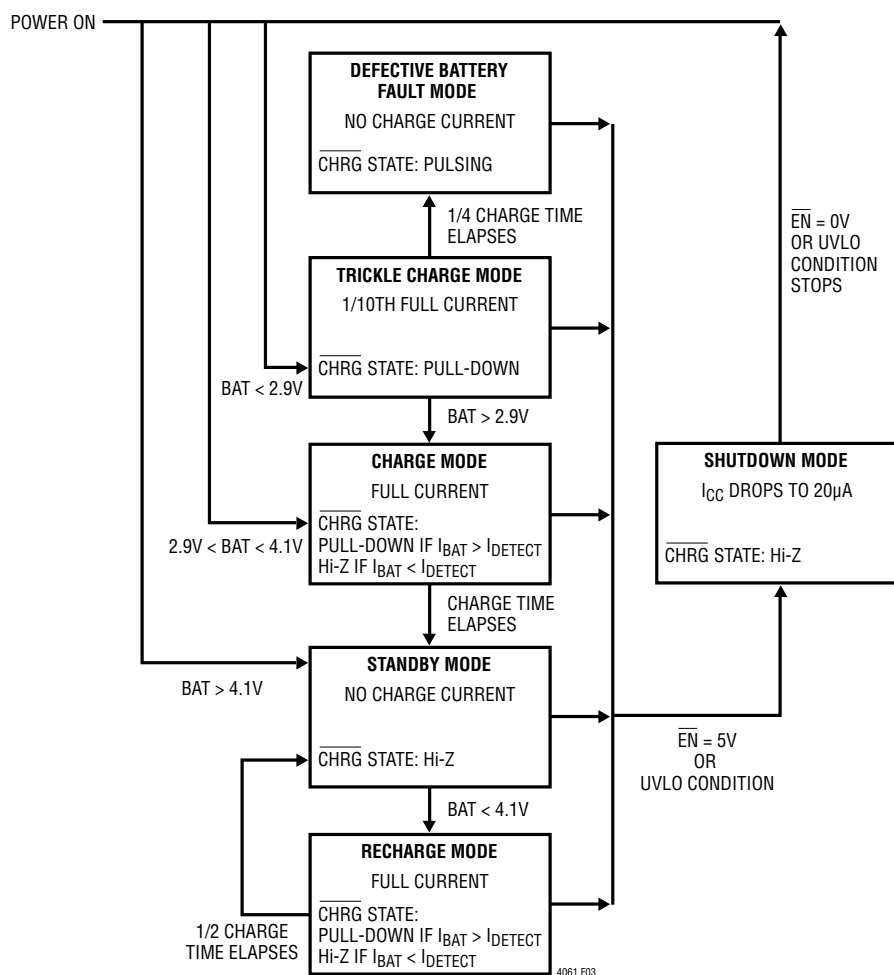 POWER ON
DEFECTIVE BATTERY
FAULT MODE
NO CHARGE CURRENT
CHRG STATE: PULSING
1/4 CHARGE TIME
ELAPSES
TRICKLE CHARGE MODE
1/10TH FULL CURRENT
CHRG STATE: PULL-DOWN
BAT < 2.9V
BAT > 2.9V
CHARGE MODE
FULL CURRENT
CHRG STATE:
PULL-DOWN IF IBAT > IDETECT
Hi-Z IF IBAT < IDETECT
2.9V < BAT < 4.1V
CHARGE TIME
ELAPSES
STANDBY MODE
NO CHARGE CURRENT
CHRG STATE: Hi-Z
BAT > 4.1V
BAT < 4.1V
RECHARGE MODE
FULL CURRENT
CHRG STATE:
PULL-DOWN IF IBAT > IDETECT
Hi-Z IF IBAT < IDETECT
1/2 CHARGE
TIME ELAPSES
EN = 0V
OR UVLO
CONDITION
STOPS
SHUTDOWN MODE
ICC DROPS TO 20µA
CHRG STATE: Hi-Z
EN = 5V
OR
UVLO CONDITION
4061 F03